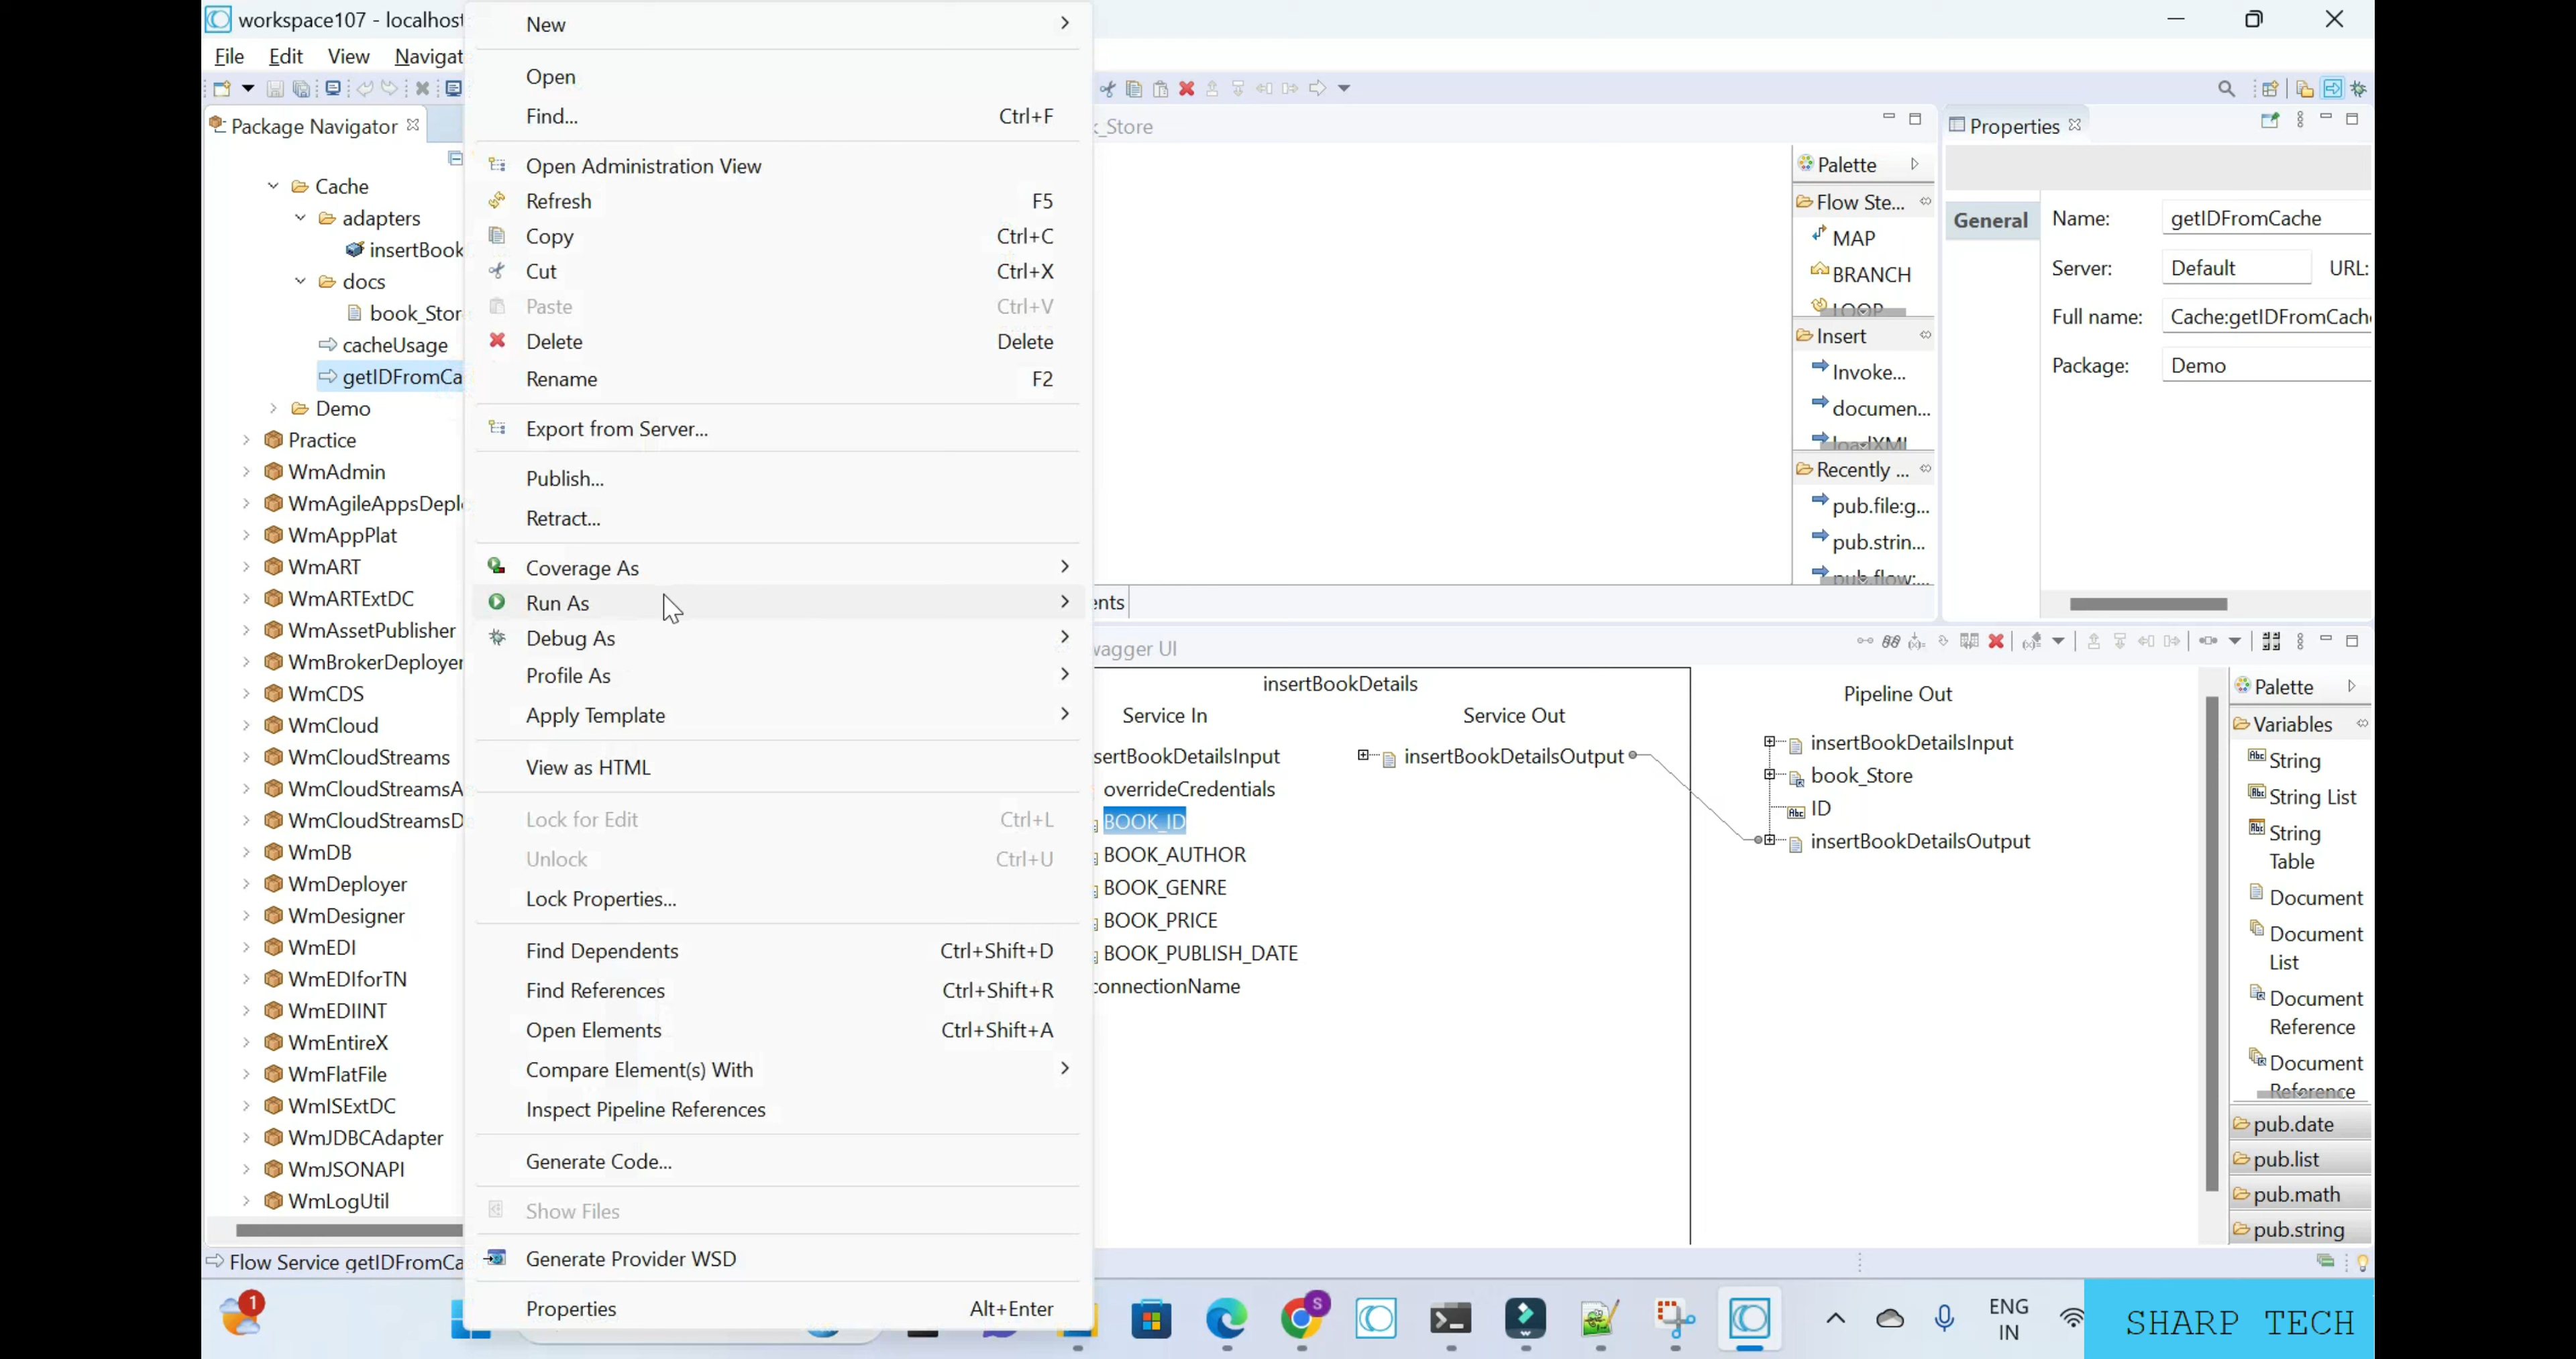 workspace107 - localhost
File Edit View Navigat
Package Navigator
Cache
adapters
insertBook
docs
book_Stor
cacheUsage
getIDFromCa
Demo
Practice
WmAdmin
WmAgileAppsDepl
WmAppPlat
WmART
WmARTExtDC
WmAssetPublisher
WmBrokerDeployer
WmCDS
WmCloud
WmCloudStreams
WmCloudStreamsA
WmCloudStreamsD
WmDB
WmDeployer
WmDesigner
WmEDI
WmEDIforTN
WmEDIINT
WmEntireX
WmFlatFile
WmISExtDC
WmJDBCAdapter
WmJSONAPI
WmLogUtil
Flow Service getIDFromCa
New
Open
Find... Ctrl+F
Open Administration View
Refresh F5
Copy Ctrl+C
Cut Ctrl+X
Paste Ctrl+V
Delete Delete
Rename F2
Export from Server...
Publish...
Retract...
Coverage As
Run As
Debug As
Profile As
Apply Template
View as HTML
Lock for Edit Ctrl+L
Unlock Ctrl+U
Lock Properties...
Find Dependents Ctrl+Shift+D
Find References Ctrl+Shift+R
Open Elements Ctrl+Shift+A
Compare Element(s) With
Inspect Pipeline References
Generate Code...
Show Files
Generate Provider WSD
Properties Alt+Enter
k_Store
Palette
Flow Ste...
MAP
BRANCH
LOOP
Insert
Invoke...
documen...
loadXML
Recently ...
pub.file:g...
pub.strin...
pub.flow:...
ents
Properties
General
Name: getIDFromCache
Server: Default URL:
Full name: Cache:getIDFromCach
Package: Demo
wagger UI
insertBookDetails
Service In
Service Out
Pipeline Out
sertBookDetailsInput
overrideCredentials
BOOK_ID
BOOK_AUTHOR
BOOK_GENRE
BOOK_PRICE
BOOK_PUBLISH_DATE
connectionName
insertBookDetailsOutput
insertBookDetailsInput
book_Store
ID
insertBookDetailsOutput
Palette
Variables
String
String List
String
Table
Document
Document
List
Document
Reference
Document
Reference
pub.date
pub.list
pub.math
pub.string
1
S
ENG
IN
SHARP TECH